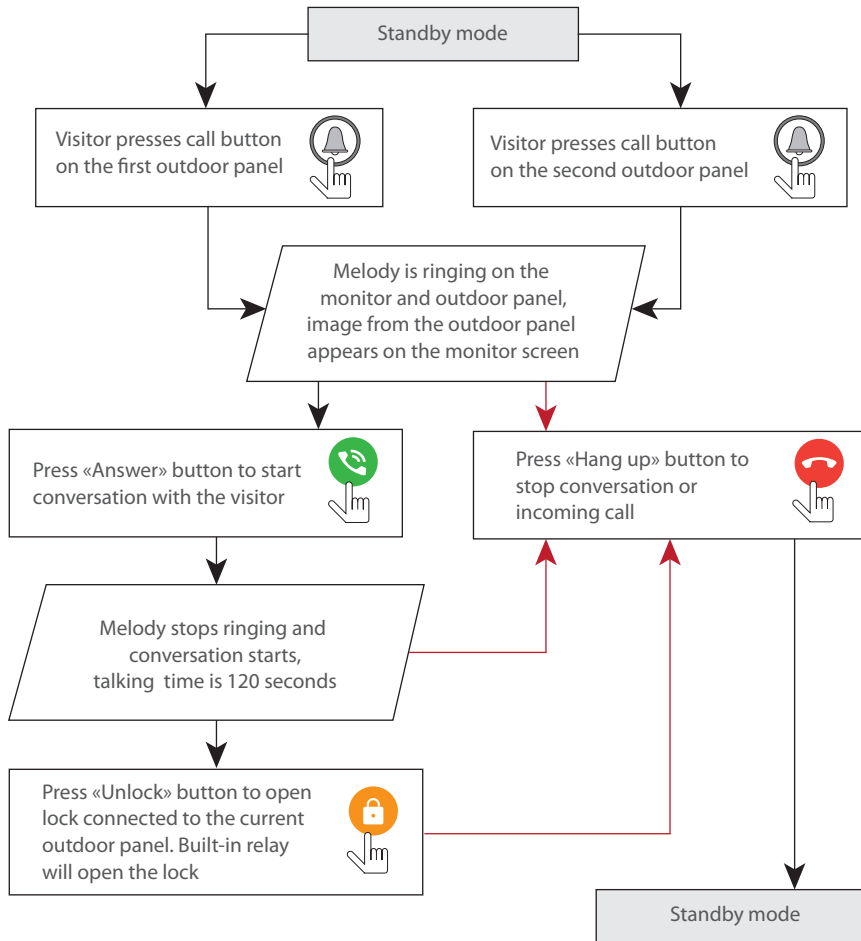 Standby mode
Visitor presses call button
on the first outdoor panel
Visitor presses call button
on the second outdoor panel
Melody is ringing on the
monitor and outdoor panel,
image from the outdoor panel
appears on the monitor screen
Press «Answer» button to start
conversation with the visitor
Press «Hang up» button to
stop conversation or
incoming call
Melody stops ringing and
conversation starts,
talking time is 120 seconds
Press «Unlock» button to open
lock connected to the current
outdoor panel. Built-in relay
will open the lock
Standby mode